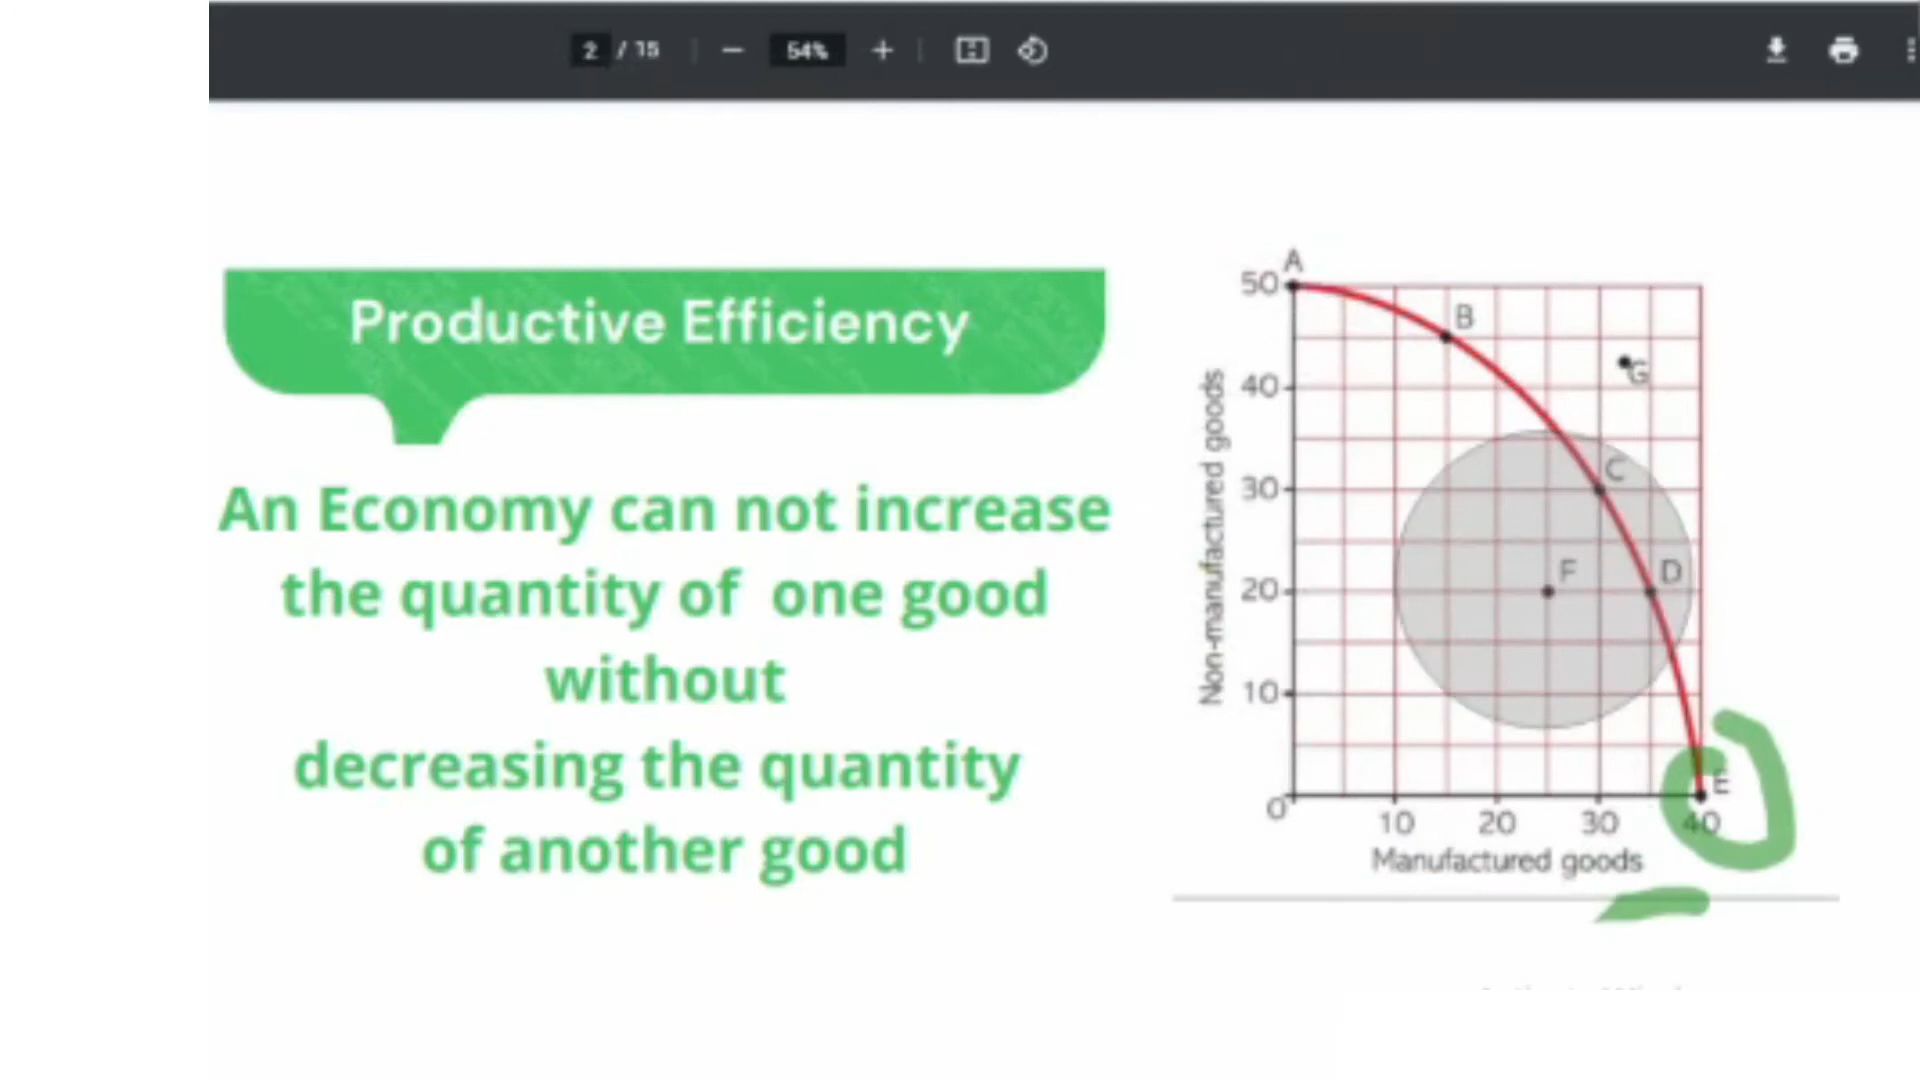 2 / 15
54%
Productive Efficiency
An Economy can not increase
the quantity of one good
without
decreasing the quantity
of another good
A
50
B
G
40
Non-manufactured goods
C
30
F
D
20
10
E
0
10
20
30
40
Manufactured goods